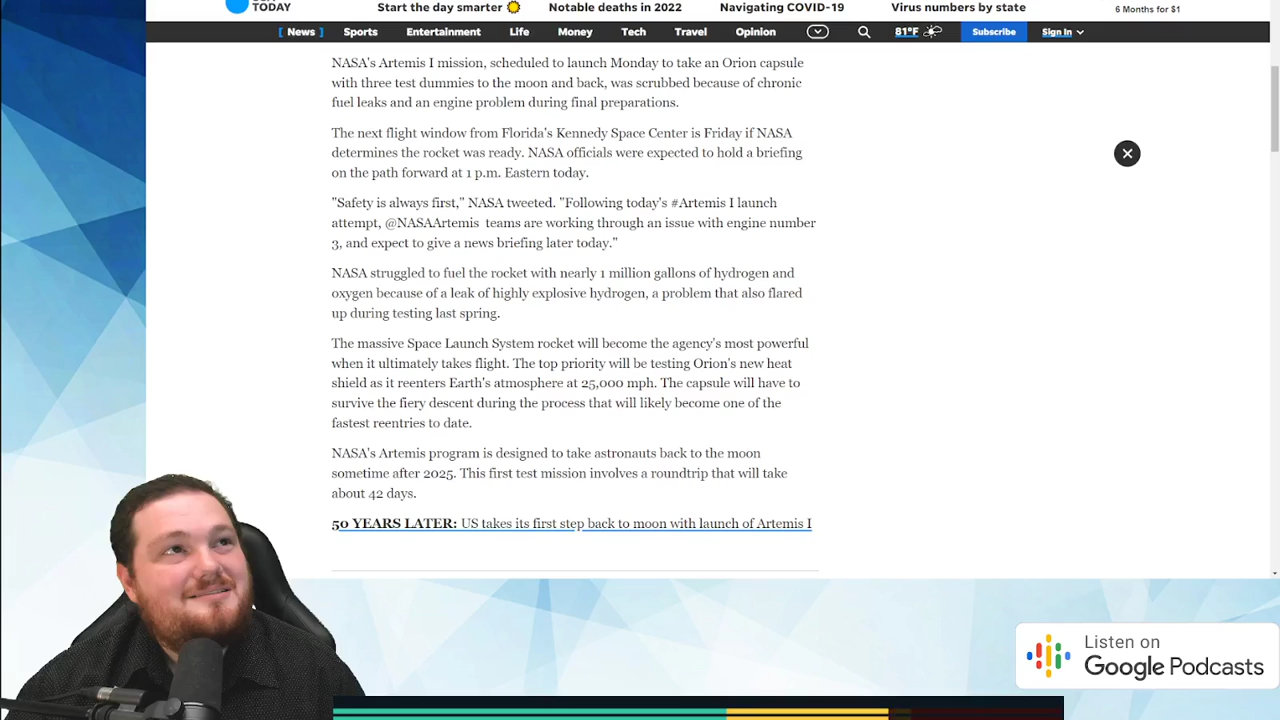 TODAY
Start the day smarter
Notable deaths in 2022
Navigating COVID-19
Virus numbers by state
6 Months for $1
[ News ]
Sports
Entertainment
Life
Money
Tech
Travel
Opinion
81°F
Subscribe
Sign In
NASA's Artemis I mission, scheduled to launch Monday to take an Orion capsule
with three test dummies to the moon and back, was scrubbed because of chronic
fuel leaks and an engine problem during final preparations.
The next flight window from Florida's Kennedy Space Center is Friday if NASA
determines the rocket was ready. NASA officials were expected to hold a briefing
on the path forward at 1 p.m. Eastern today.
"Safety is always first," NASA tweeted. "Following today's #Artemis I launch
attempt, @NASAArtemis teams are working through an issue with engine number
3, and expect to give a news briefing later today."
NASA struggled to fuel the rocket with nearly 1 million gallons of hydrogen and
oxygen because of a leak of highly explosive hydrogen, a problem that also flared
up during testing last spring.
The massive Space Launch System rocket will become the agency's most powerful
when it ultimately takes flight. The top priority will be testing Orion's new heat
shield as it reenters Earth's atmosphere at 25,000 mph. The capsule will have to
survive the fiery descent during the process that will likely become one of the
fastest reentries to date.
NASA's Artemis program is designed to take astronauts back to the moon
sometime after 2025. This first test mission involves a roundtrip that will take
about 42 days.
50 YEARS LATER: US takes its first step back to moon with launch of Artemis I
Listen on
Google Podcasts